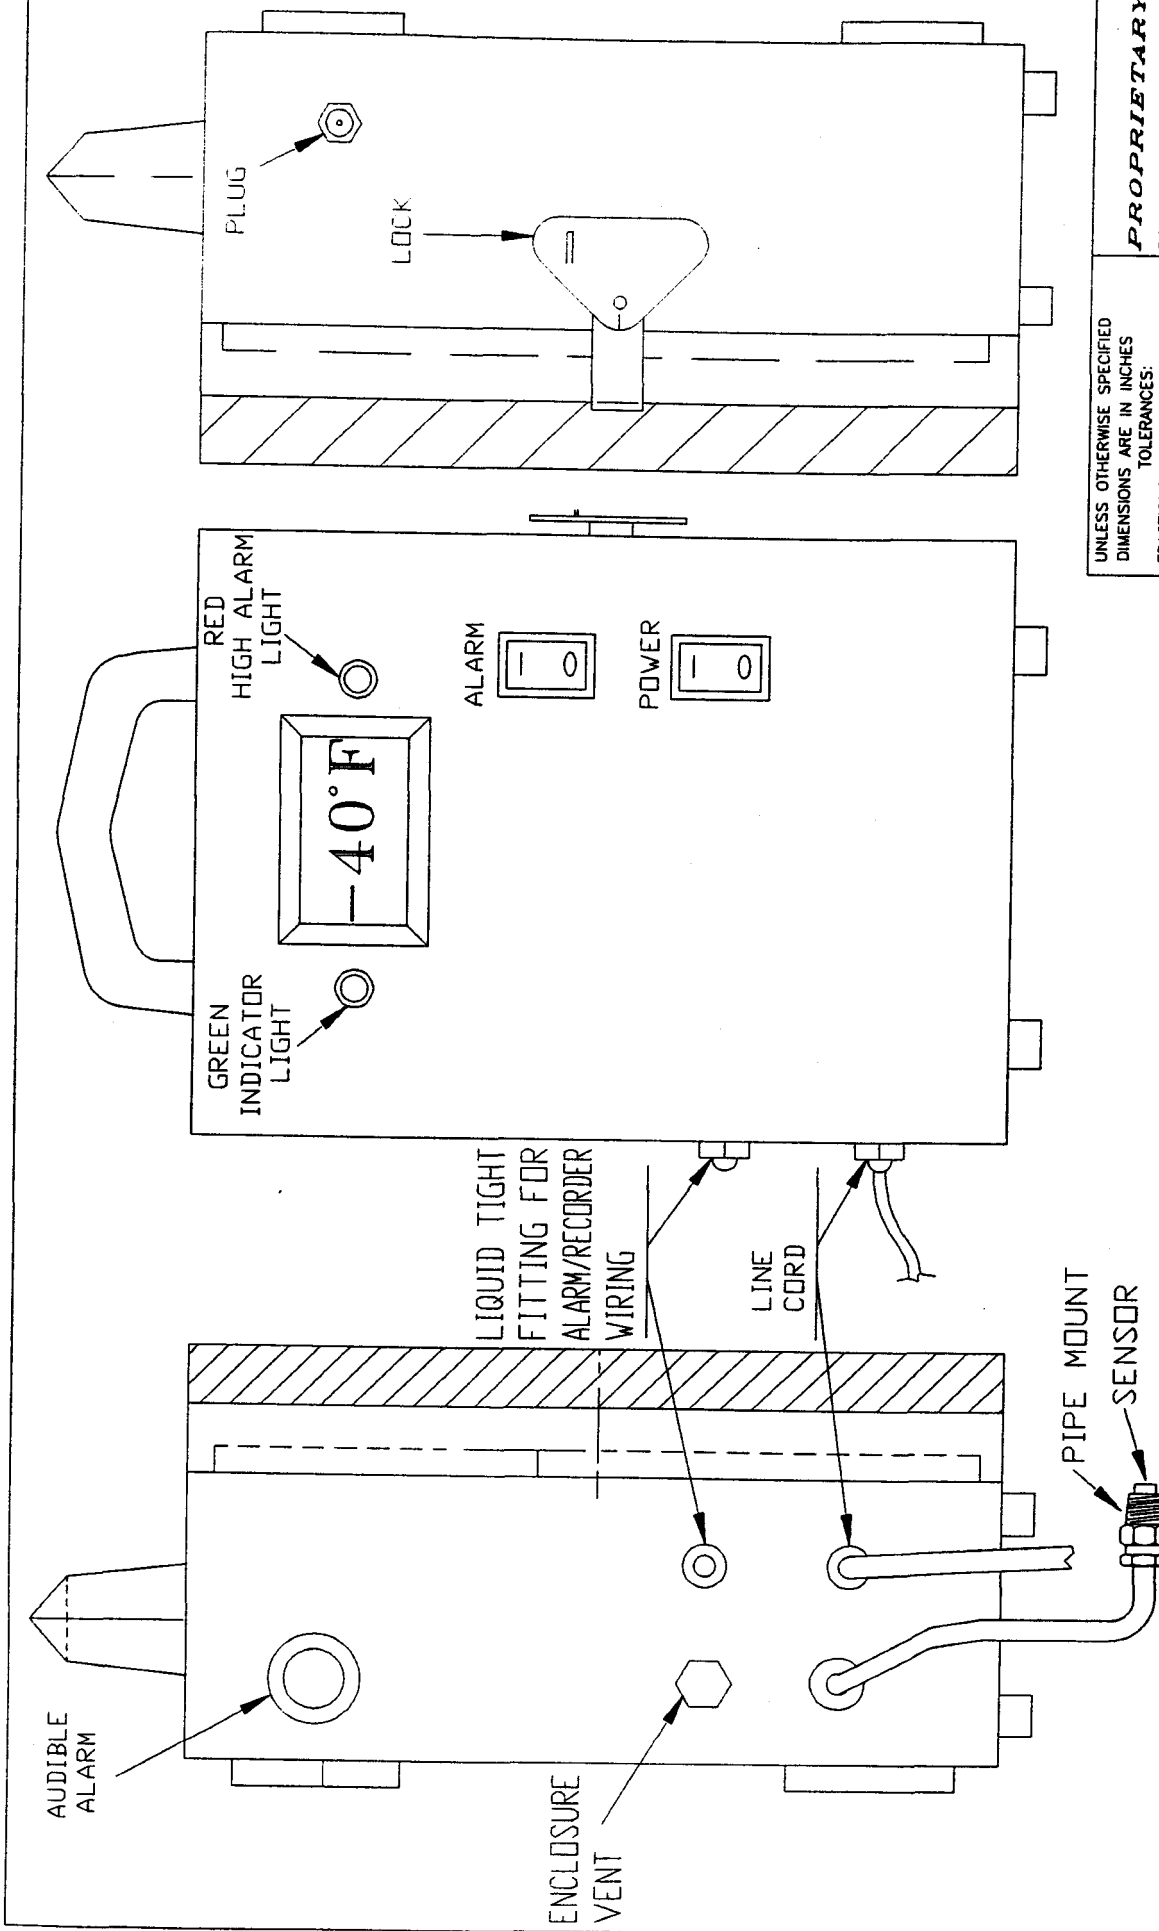 AUDIBLE
ALARM
ENCLOSURE
VENT
PIPE MOUNT
SENSOR
LIQUID TIGHT
FITTING FOR
ALARM/RECORDER
WIRING
LINE
CORD
GREEN
INDICATOR
LIGHT
-40°F
RED
HIGH ALARM
LIGHT
ALARM
| O
POWER
| O
PLUG
LOCK
UNLESS OTHERWISE SPECIFIED
DIMENSIONS ARE IN INCHES
TOLERANCES:
PROPRIETARY